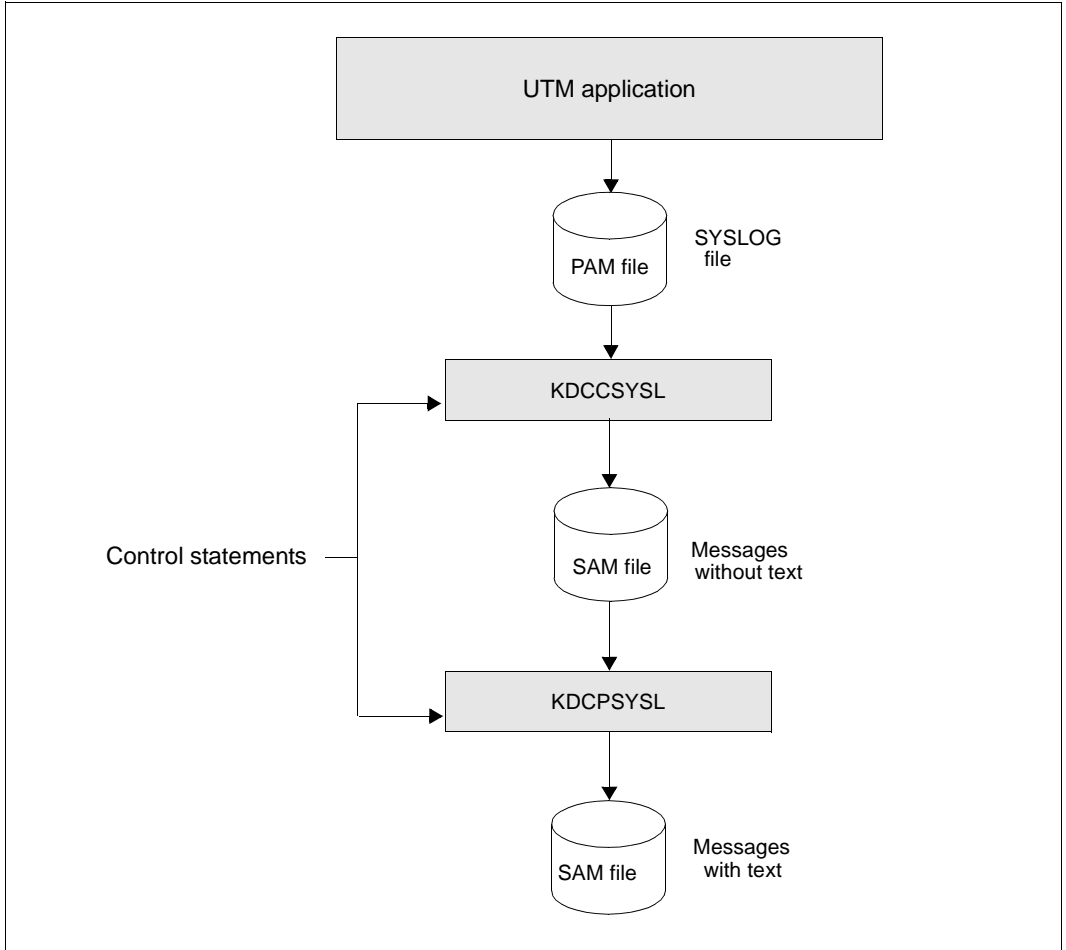 UTM application
PAM file
SYSLOG
file
KDCCSYSL
Control statements
SAM file
Messages
without text
KDCPSYSL
SAM file
Messages
with text